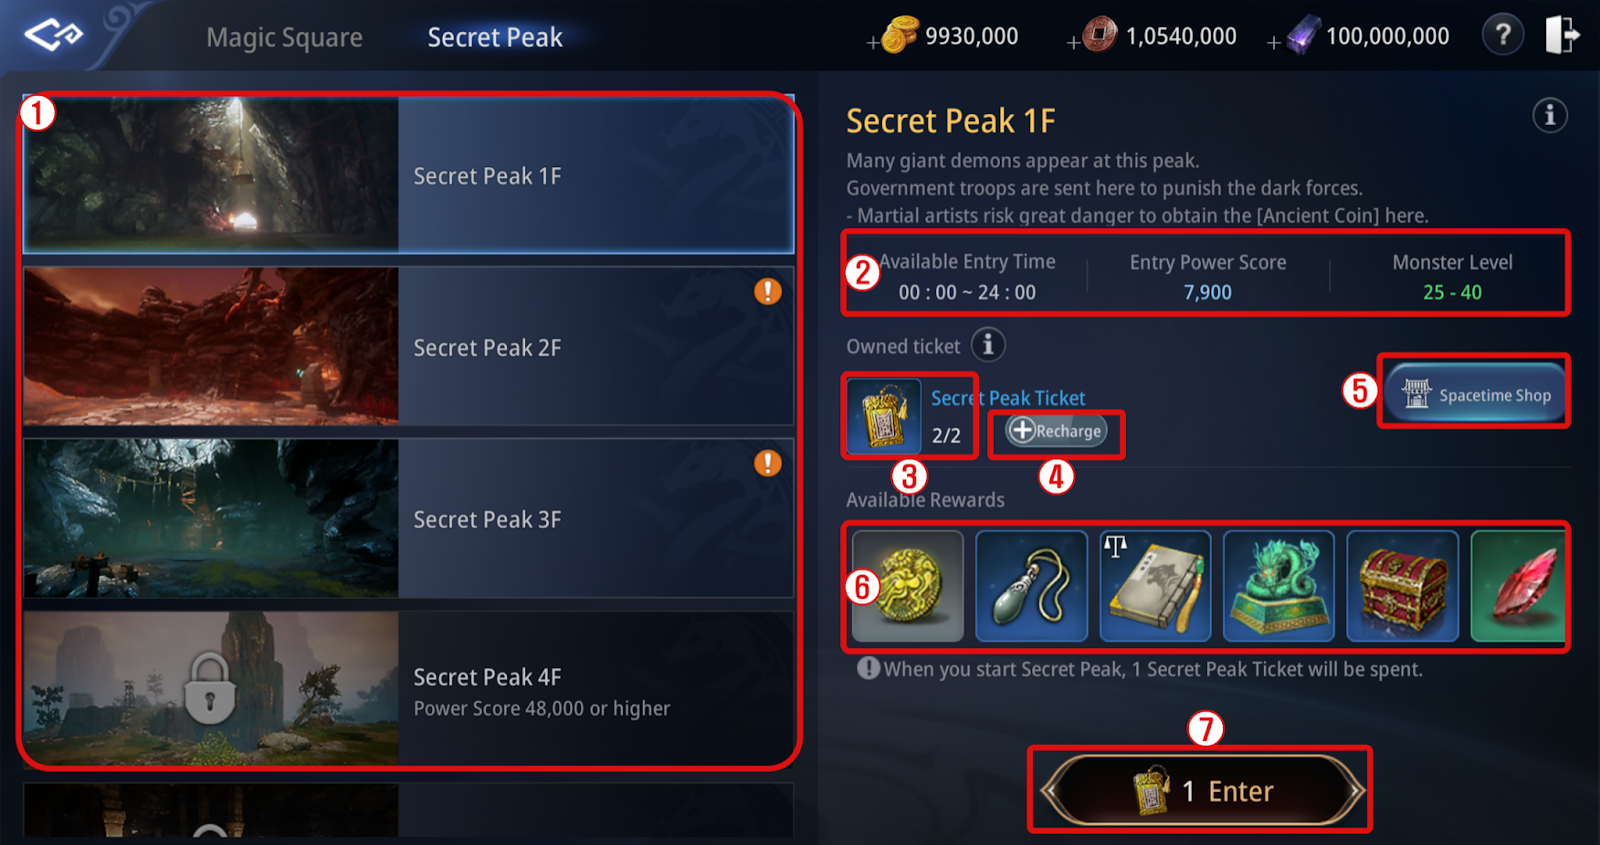 Magic Square
Secret Peak
9930,000
1,0540,000
100,000,000
?
1
Secret Peak 1F
Secret Peak 2F
!
Secret Peak 3F
!
Secret Peak 4F
Power Score 48,000 or higher
Secret Peak 1F
i
Many giant demons appear at this peak.
Government troops are sent here to punish the dark forces.
- Martial artists risk great danger to obtain the [Ancient Coin] here.
2
Available Entry Time
00 : 00 ~ 24 : 00
Entry Power Score
7,900
Monster Level
25 - 40
Owned ticket i
Secret Peak Ticket
2/2
+Recharge
3
4
5
Spacetime Shop
Available Rewards
6
! When you start Secret Peak, 1 Secret Peak Ticket will be spent.
7
1 Enter